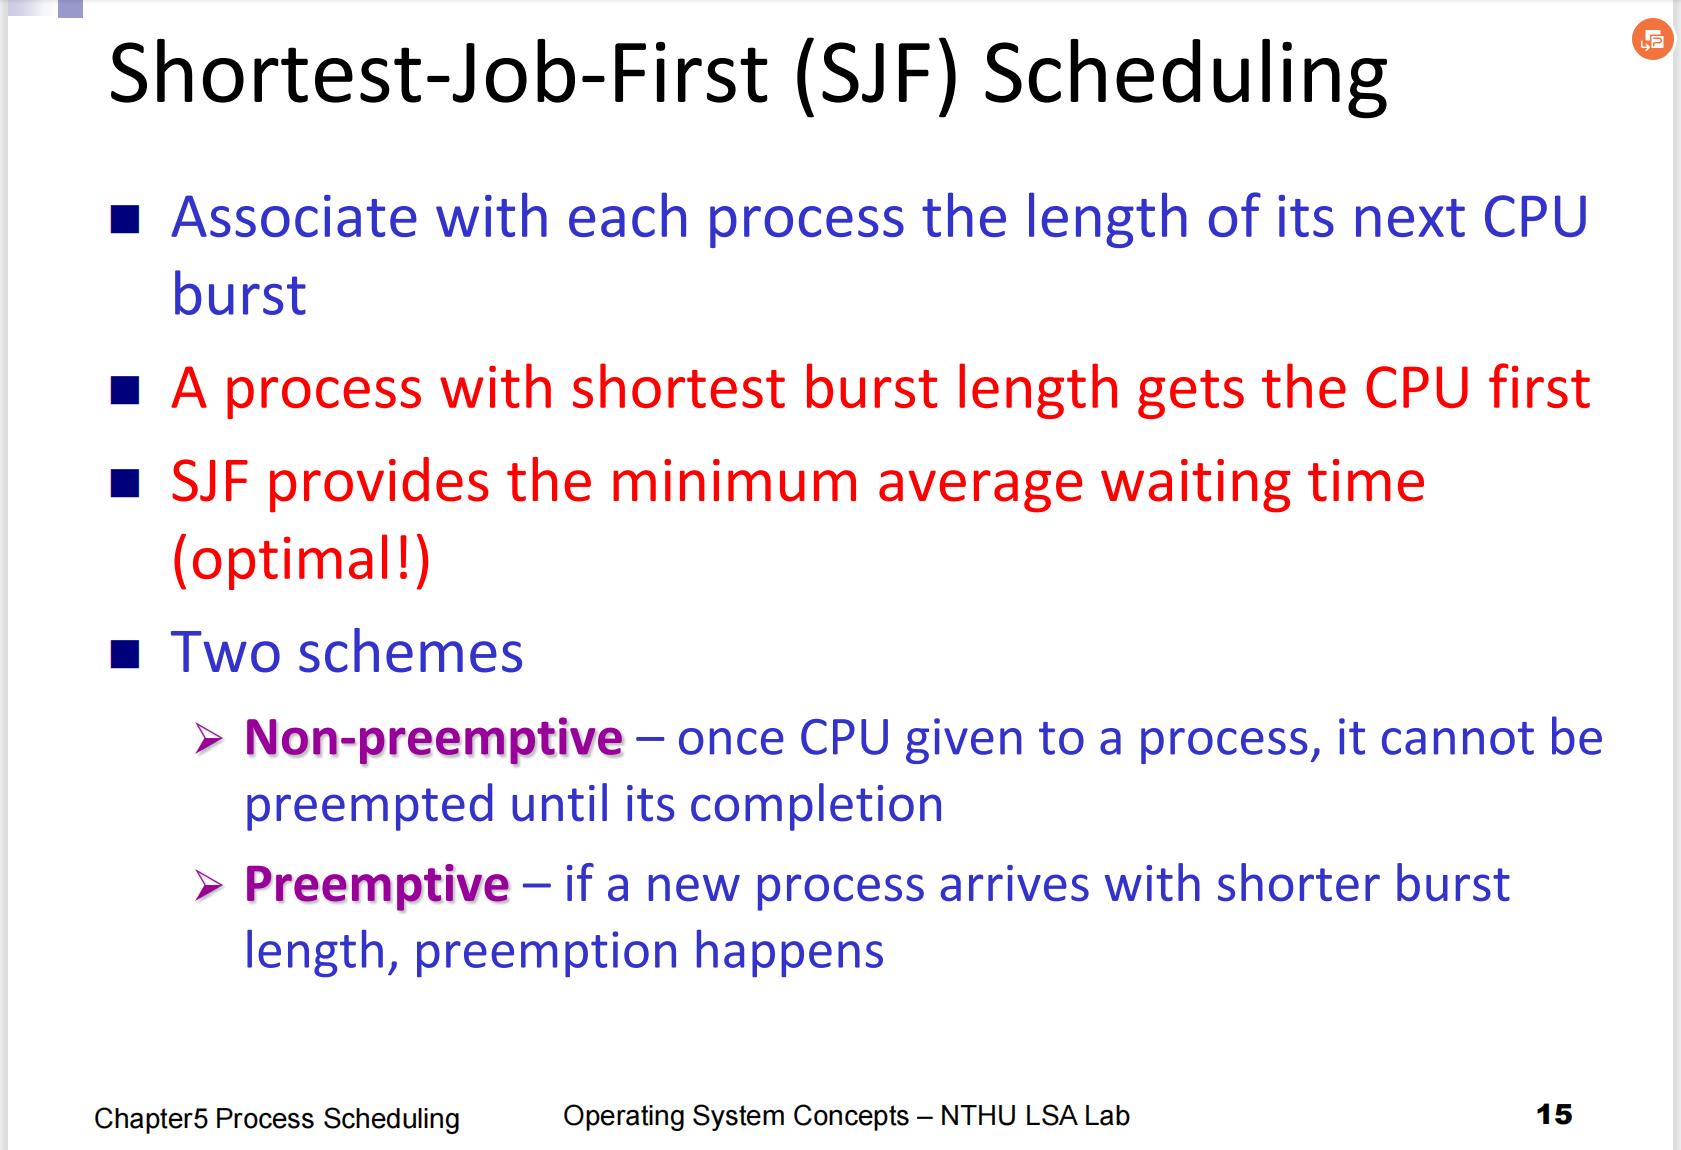 Shortest-Job-First (SJF) Scheduling
Associate with each process the length of its next CPU
burst
A process with shortest burst length gets the CPU first
SJF provides the minimum average waiting time
(optimal!)
Two schemes
Non-preemptive – once CPU given to a process, it cannot be
preempted until its completion
Preemptive – if a new process arrives with shorter burst
length, preemption happens
Chapter5 Process Scheduling
Operating System Concepts – NTHU LSA Lab
15